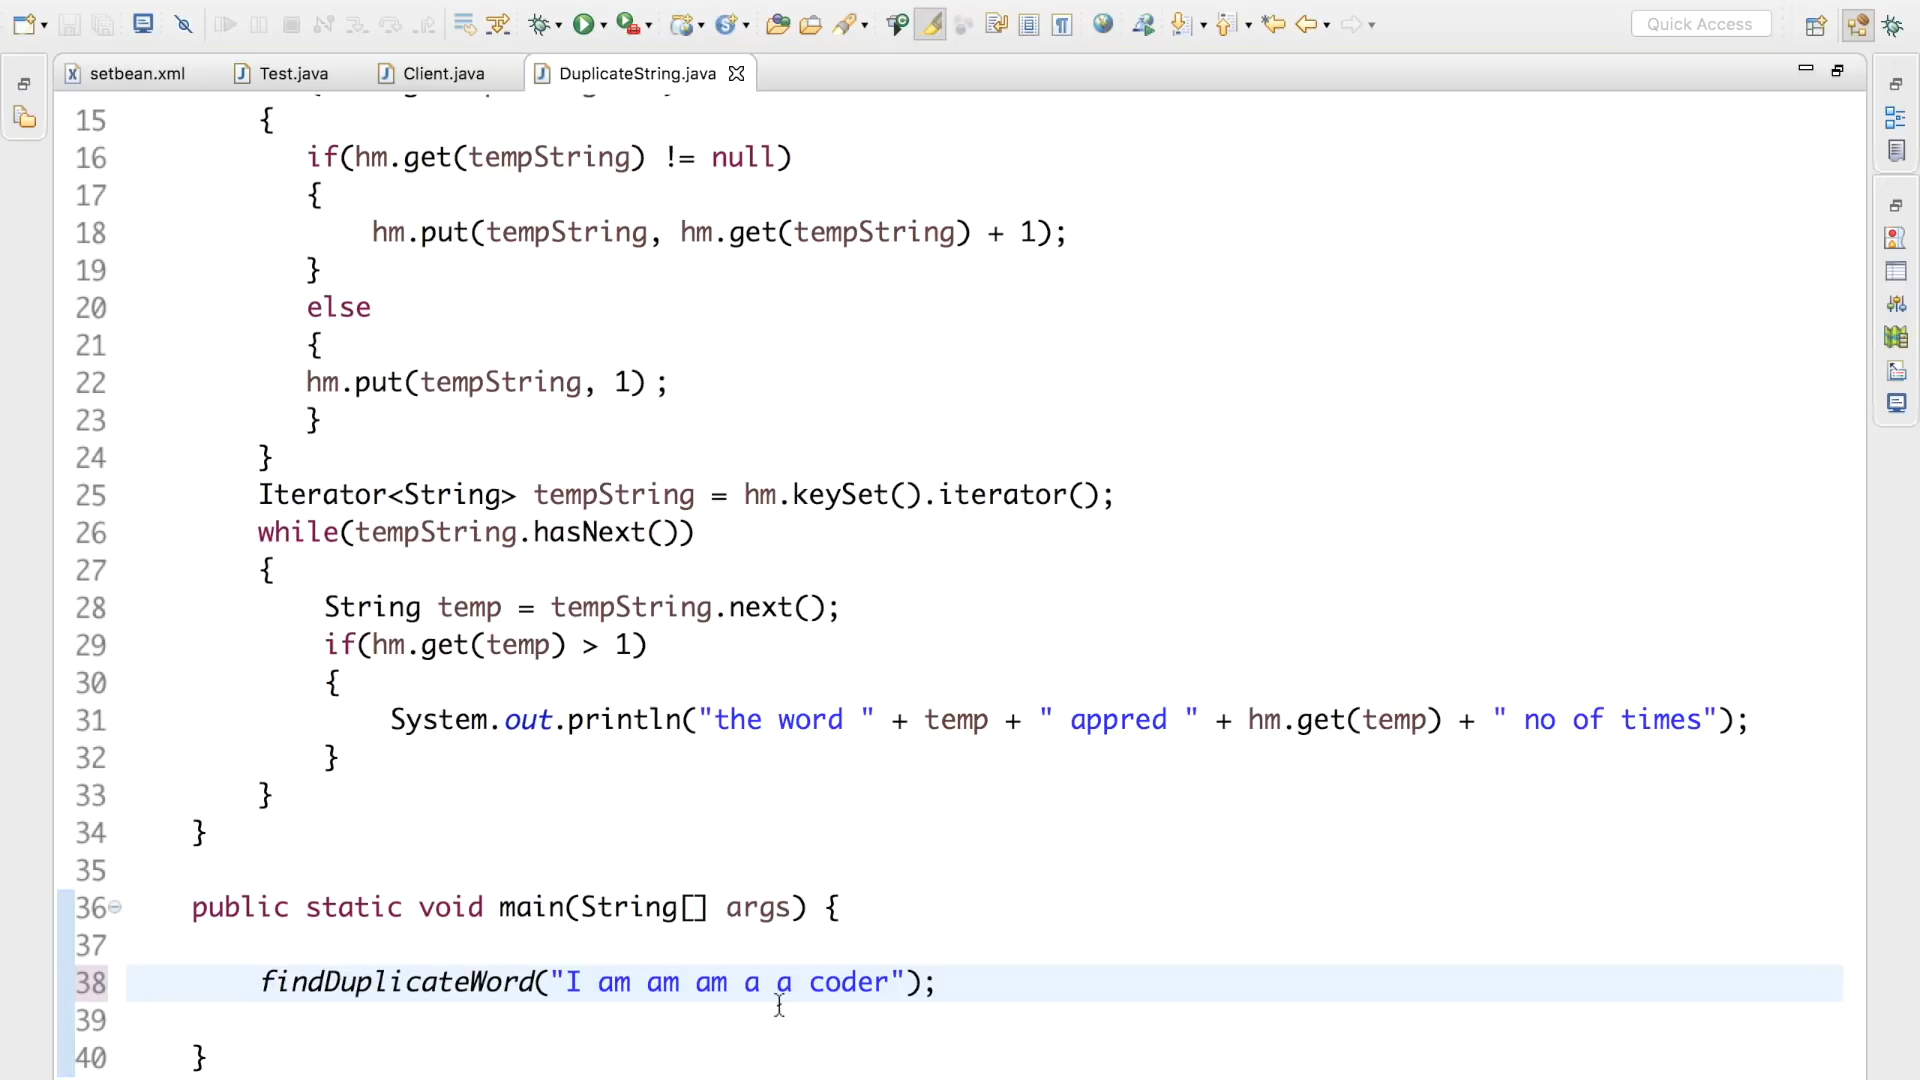 Quick Access
setbean.xml Test.java Client.java DuplicateString.java
15 {
16 if(hm.get(tempString) != null)
17 {
18 hm.put(tempString, hm.get(tempString) + 1);
19 }
20 else
21 {
22 hm.put(tempString, 1) ;
23 }
24 }
25 Iterator<String> tempString = hm.keySet().iterator();
26 while(tempString.hasNext())
27 {
28 String temp = tempString.next();
29 if(hm.get(temp) > 1)
30 {
31 System.out.println("the word " + temp + " appred " + hm.get(temp) + " no of times");
32 }
33 }
34 }
35
36 public static void main(String[] args) {
37
38 findDuplicateWord("I am am am a a coder");
39
40 }